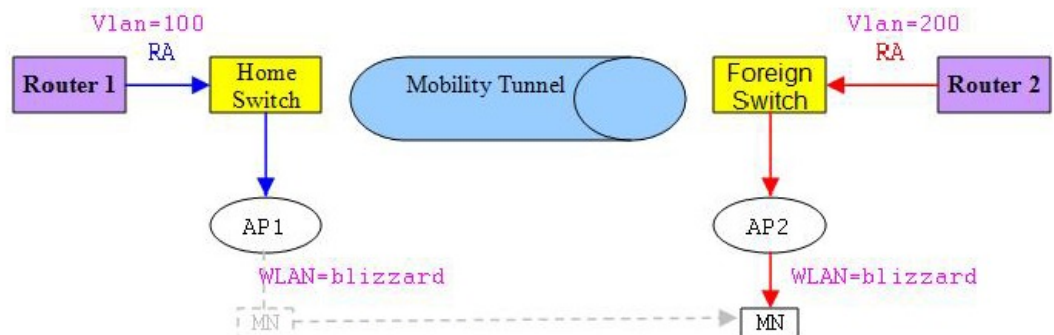 Vlan=100
RA
Router 1
Home
Switch
Mobility Tunnel
Vlan=200
RA
Foreign
Switch
Router 2
AP1
AP2
WLAN=blizzard
WLAN=blizzard
MN
MN